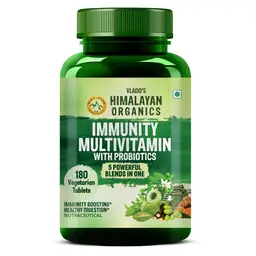 VLADO'S
HIMALAYAN
ORGANICS
IMMUNITY
MULTIVITAMIN
WITH PROBIOTICS
5 POWERFUL
BLENDS IN ONE
180
Vegetarian
Tablets
IMMUNITY BOOSTING*
HEALTHY DIGESTION*
NUTRACEUTICAL